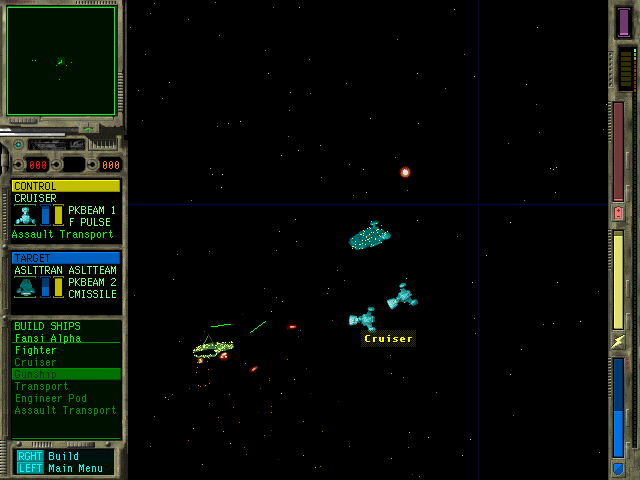 000 000
CONTROL
CRUISER
PKBEAM 1
F PULSE
Assault Transport
TARGET
ASLTTRAN ASLTTEAM
PKBEAM 2
CMISSILE
BUILD SHIPS
Fansi Alpha
Fighter
Cruiser
Gunship
Transport
Engineer Pod
Assault Transport
RGHT Build
LEFT Main Menu
Cruiser